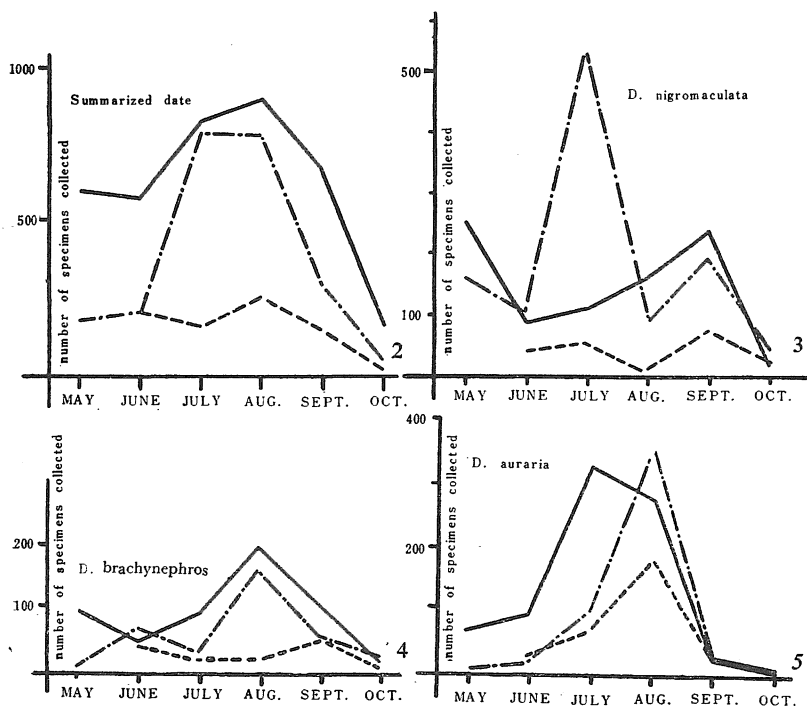 1000
500
Summarized date
number of specimens collected
2
MAY JUNE JULY AUG. SEPT. OCT.
500
100
D. nigromaculata
number of specimens collected
3
MAY JUNE JULY AUG. SEPT. OCT.
200
100
D. brachynephros
number of specimens collected
4
MAY JUNE JULY AUG. SEPT. OCT.
400
200
D. auraria
number of specimens collected
5
MAY JUNE JULY AUG. SEPT. OCT.